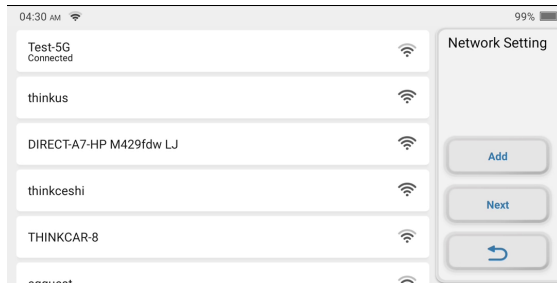 04:30 AM
99%
Test-5G
Connected
thinkus
DIRECT-A7-HP M429fdw LJ
thinkceshi
THINKCAR-8
Network Setting
Add
Next